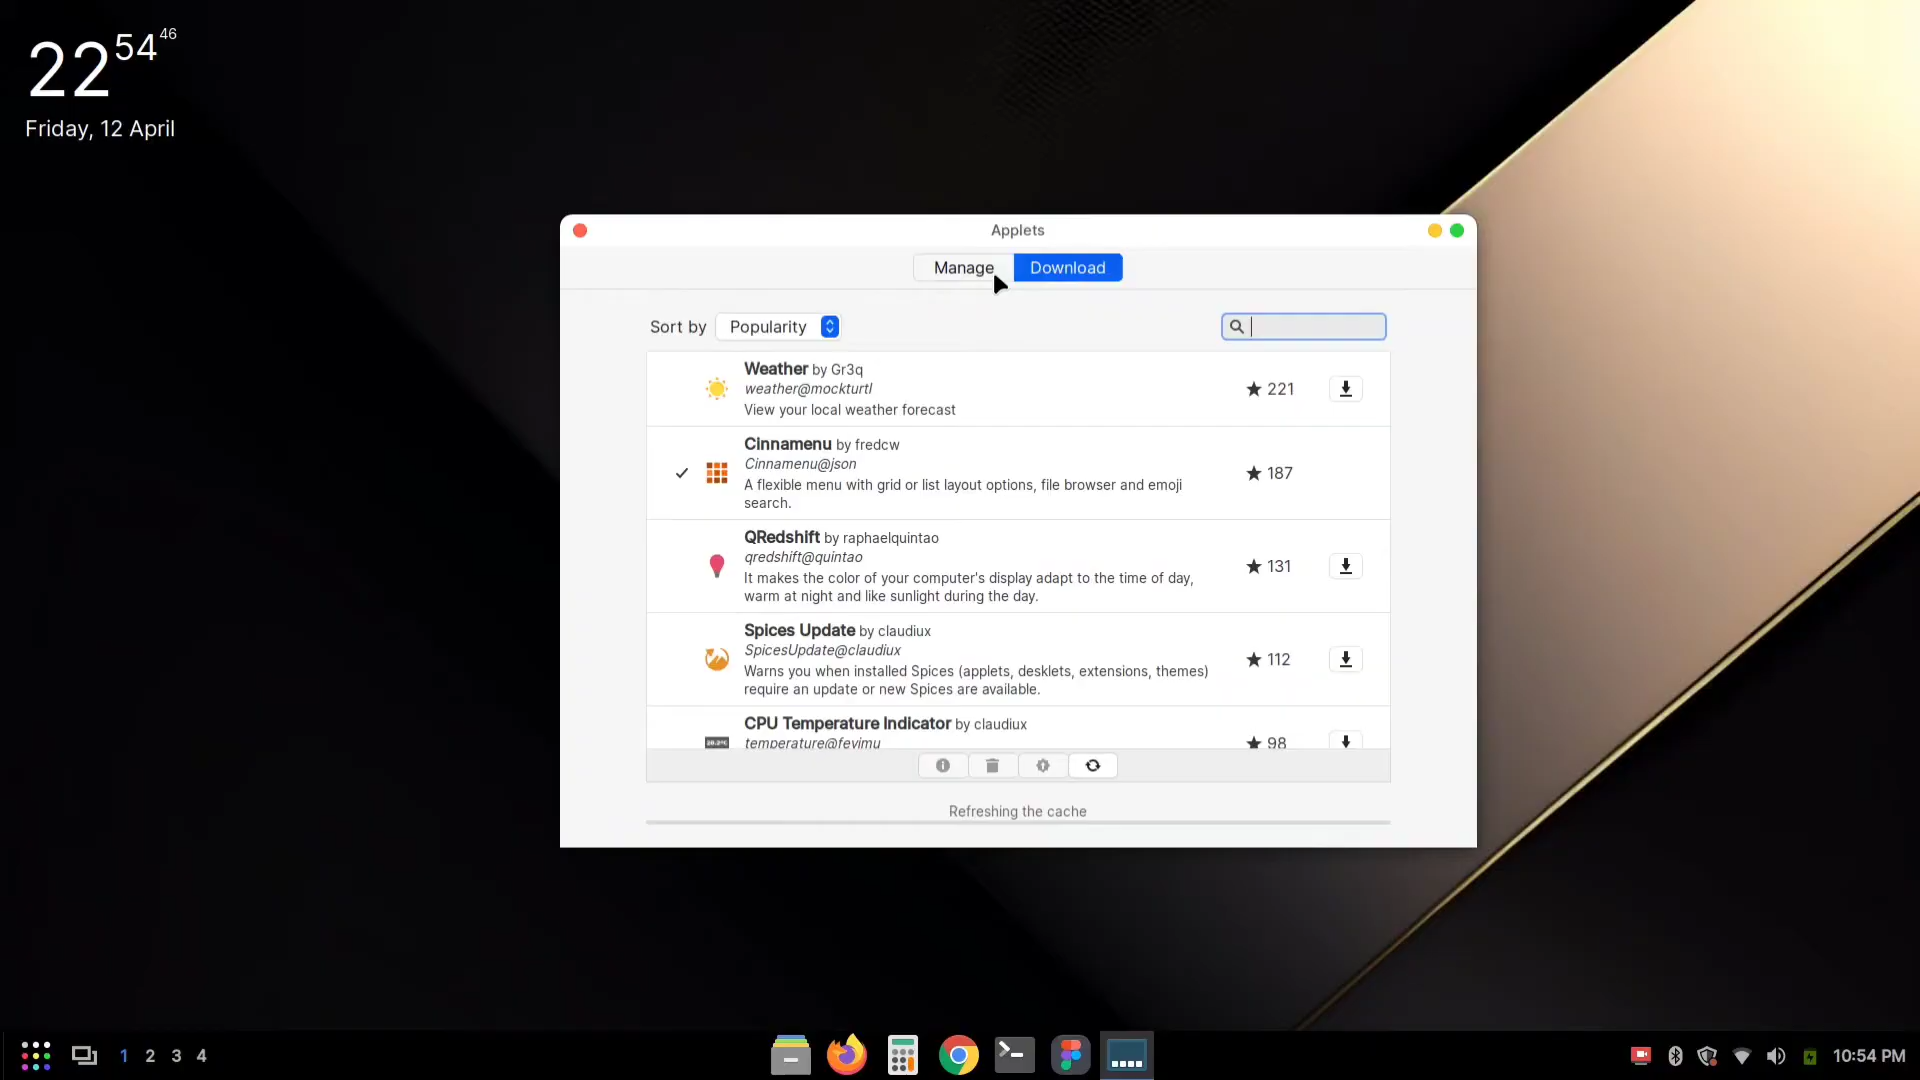 22 54 46
Friday, 12 April
Applets
Manage Download
Sort by Popularity
Weather by Gr3q
weather@mockturtl
View your local weather forecast
221
Cinnamenu by fredcw
Cinnamenu@json
A flexible menu with grid or list layout options, file browser and emoji
search.
187
QRedshift by raphaelquintao
qredshift@quintao
It makes the color of your computer's display adapt to the time of day,
warm at night and like sunlight during the day.
131
Spices Update by claudiux
SpicesUpdate@claudiux
Warns you when installed Spices (applets, desklets, extensions, themes)
require an update or new Spices are available.
112
CPU Temperature Indicator by claudiux
temperature@fevimu
98
Refreshing the cache
1 2 3 4
10:54 PM